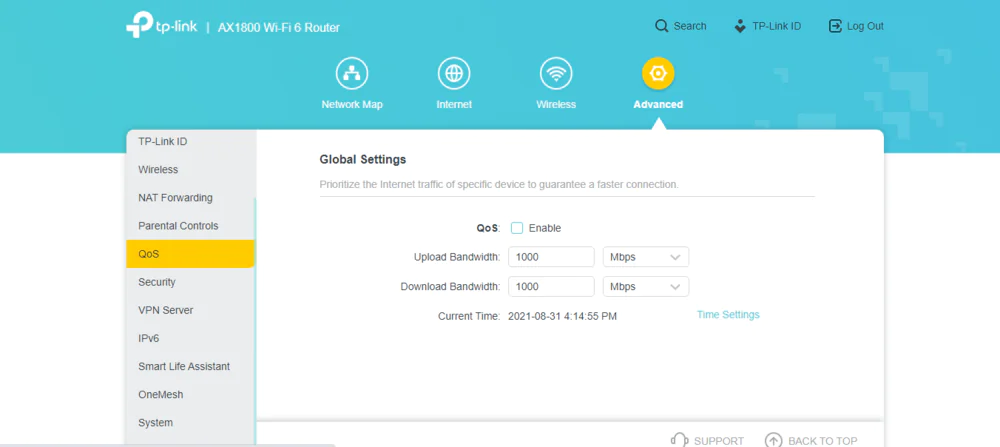 tp-link | AX1800 Wi-Fi 6 Router Search TP-Link ID Log Out
Network Map Internet Wireless Advanced
TP-Link ID
Wireless
NAT Forwarding
Parental Controls
QoS
Security
VPN Server
IPv6
Smart Life Assistant
OneMesh
System
Global Settings
Prioritize the Internet traffic of specific device to guarantee a faster connection.
QoS: Enable
Upload Bandwidth: 1000 Mbps
Download Bandwidth: 1000 Mbps
Current Time: 2021-08-31 4:14:55 PM Time Settings
SUPPORT BACK TO TOP